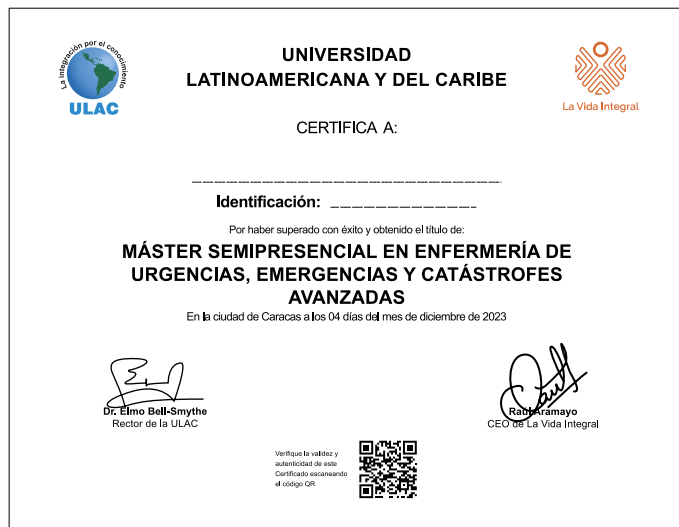 La integración por el conocimiento
ULAC
UNIVERSIDAD
LATINOAMERICANA Y DEL CARIBE
La Vida Integral
CERTIFICA A:
Identificación:
Por haber superado con éxito y obtenido el título de:
MÁSTER SEMIPRESENCIAL EN ENFERMERÍA DE
URGENCIAS, EMERGENCIAS Y CATÁSTROFES
AVANZADAS
En la ciudad de Caracas a los 04 días del mes de diciembre de 2023
Dr. Elmo Bell-Smythe
Rector de la ULAC
Raúl Aramayo
CEO de La Vida Integral
Verifique la validez y
autenticidad de este
Certificado escaneando
el código QR